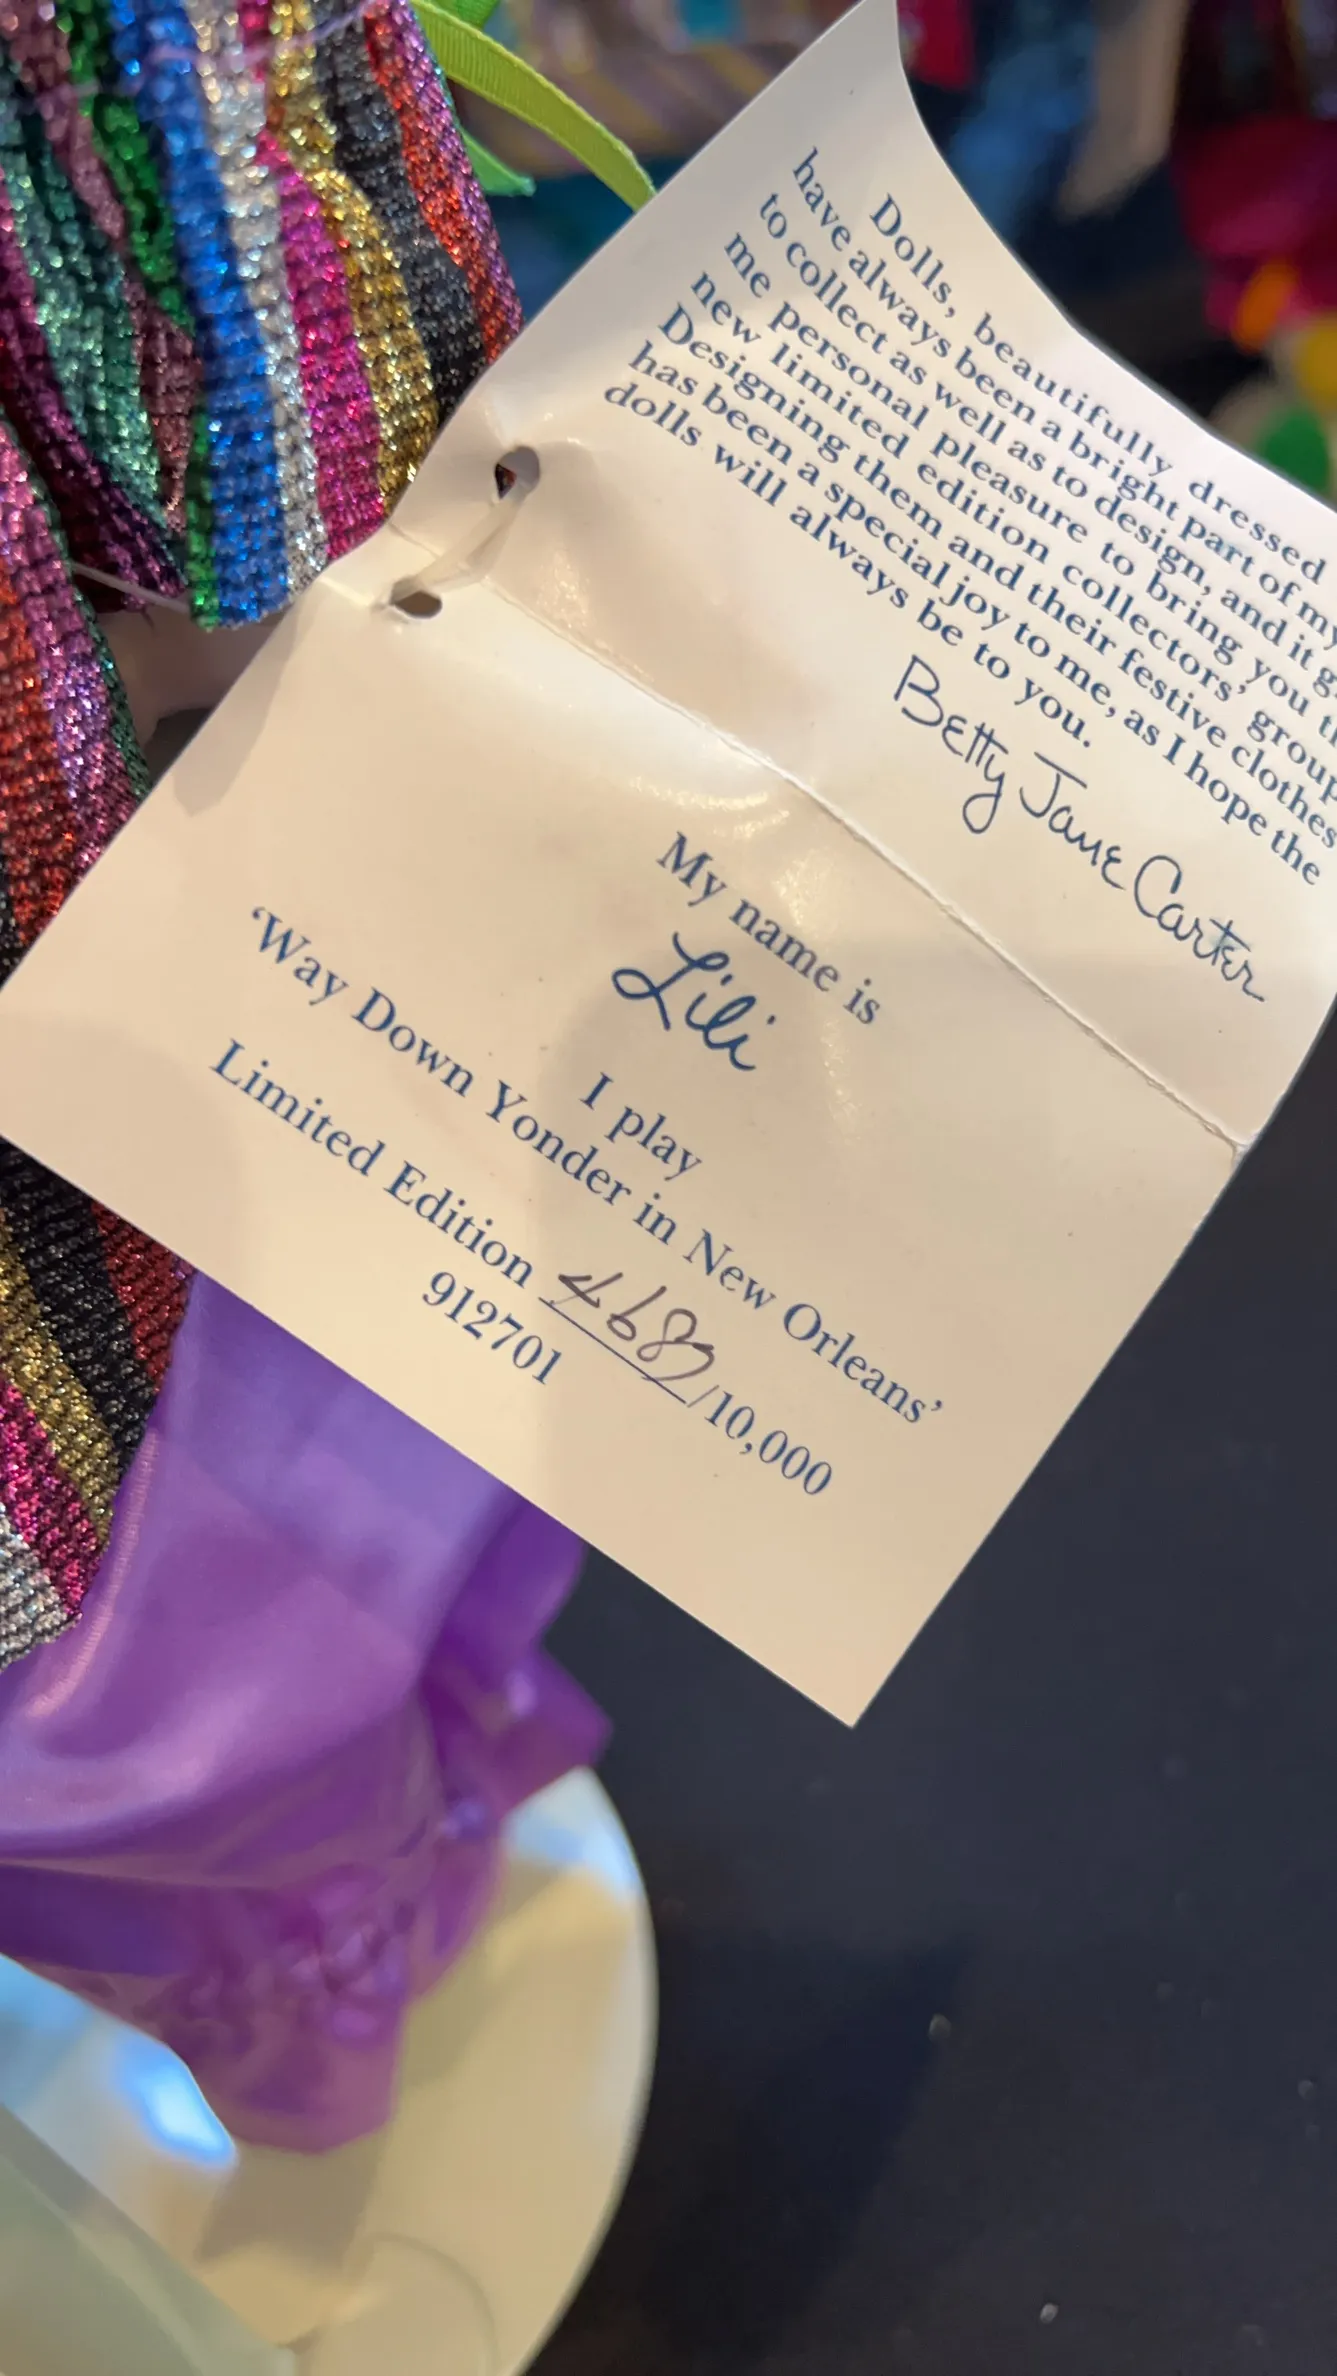 Dolls, beautifully dressed
have always been a bright part of my
to collect as well as to design, and it
me personal pleasure to bring you
new limited edition collectors' group
Designing them and their festive clothes
has been a special joy to me, as I hope the
dolls will always be to you.
Betty Jane Carter
My name is
Lili
I play
'Way Down Yonder in New Orleans'
Limited Edition 4687/10,000
912701